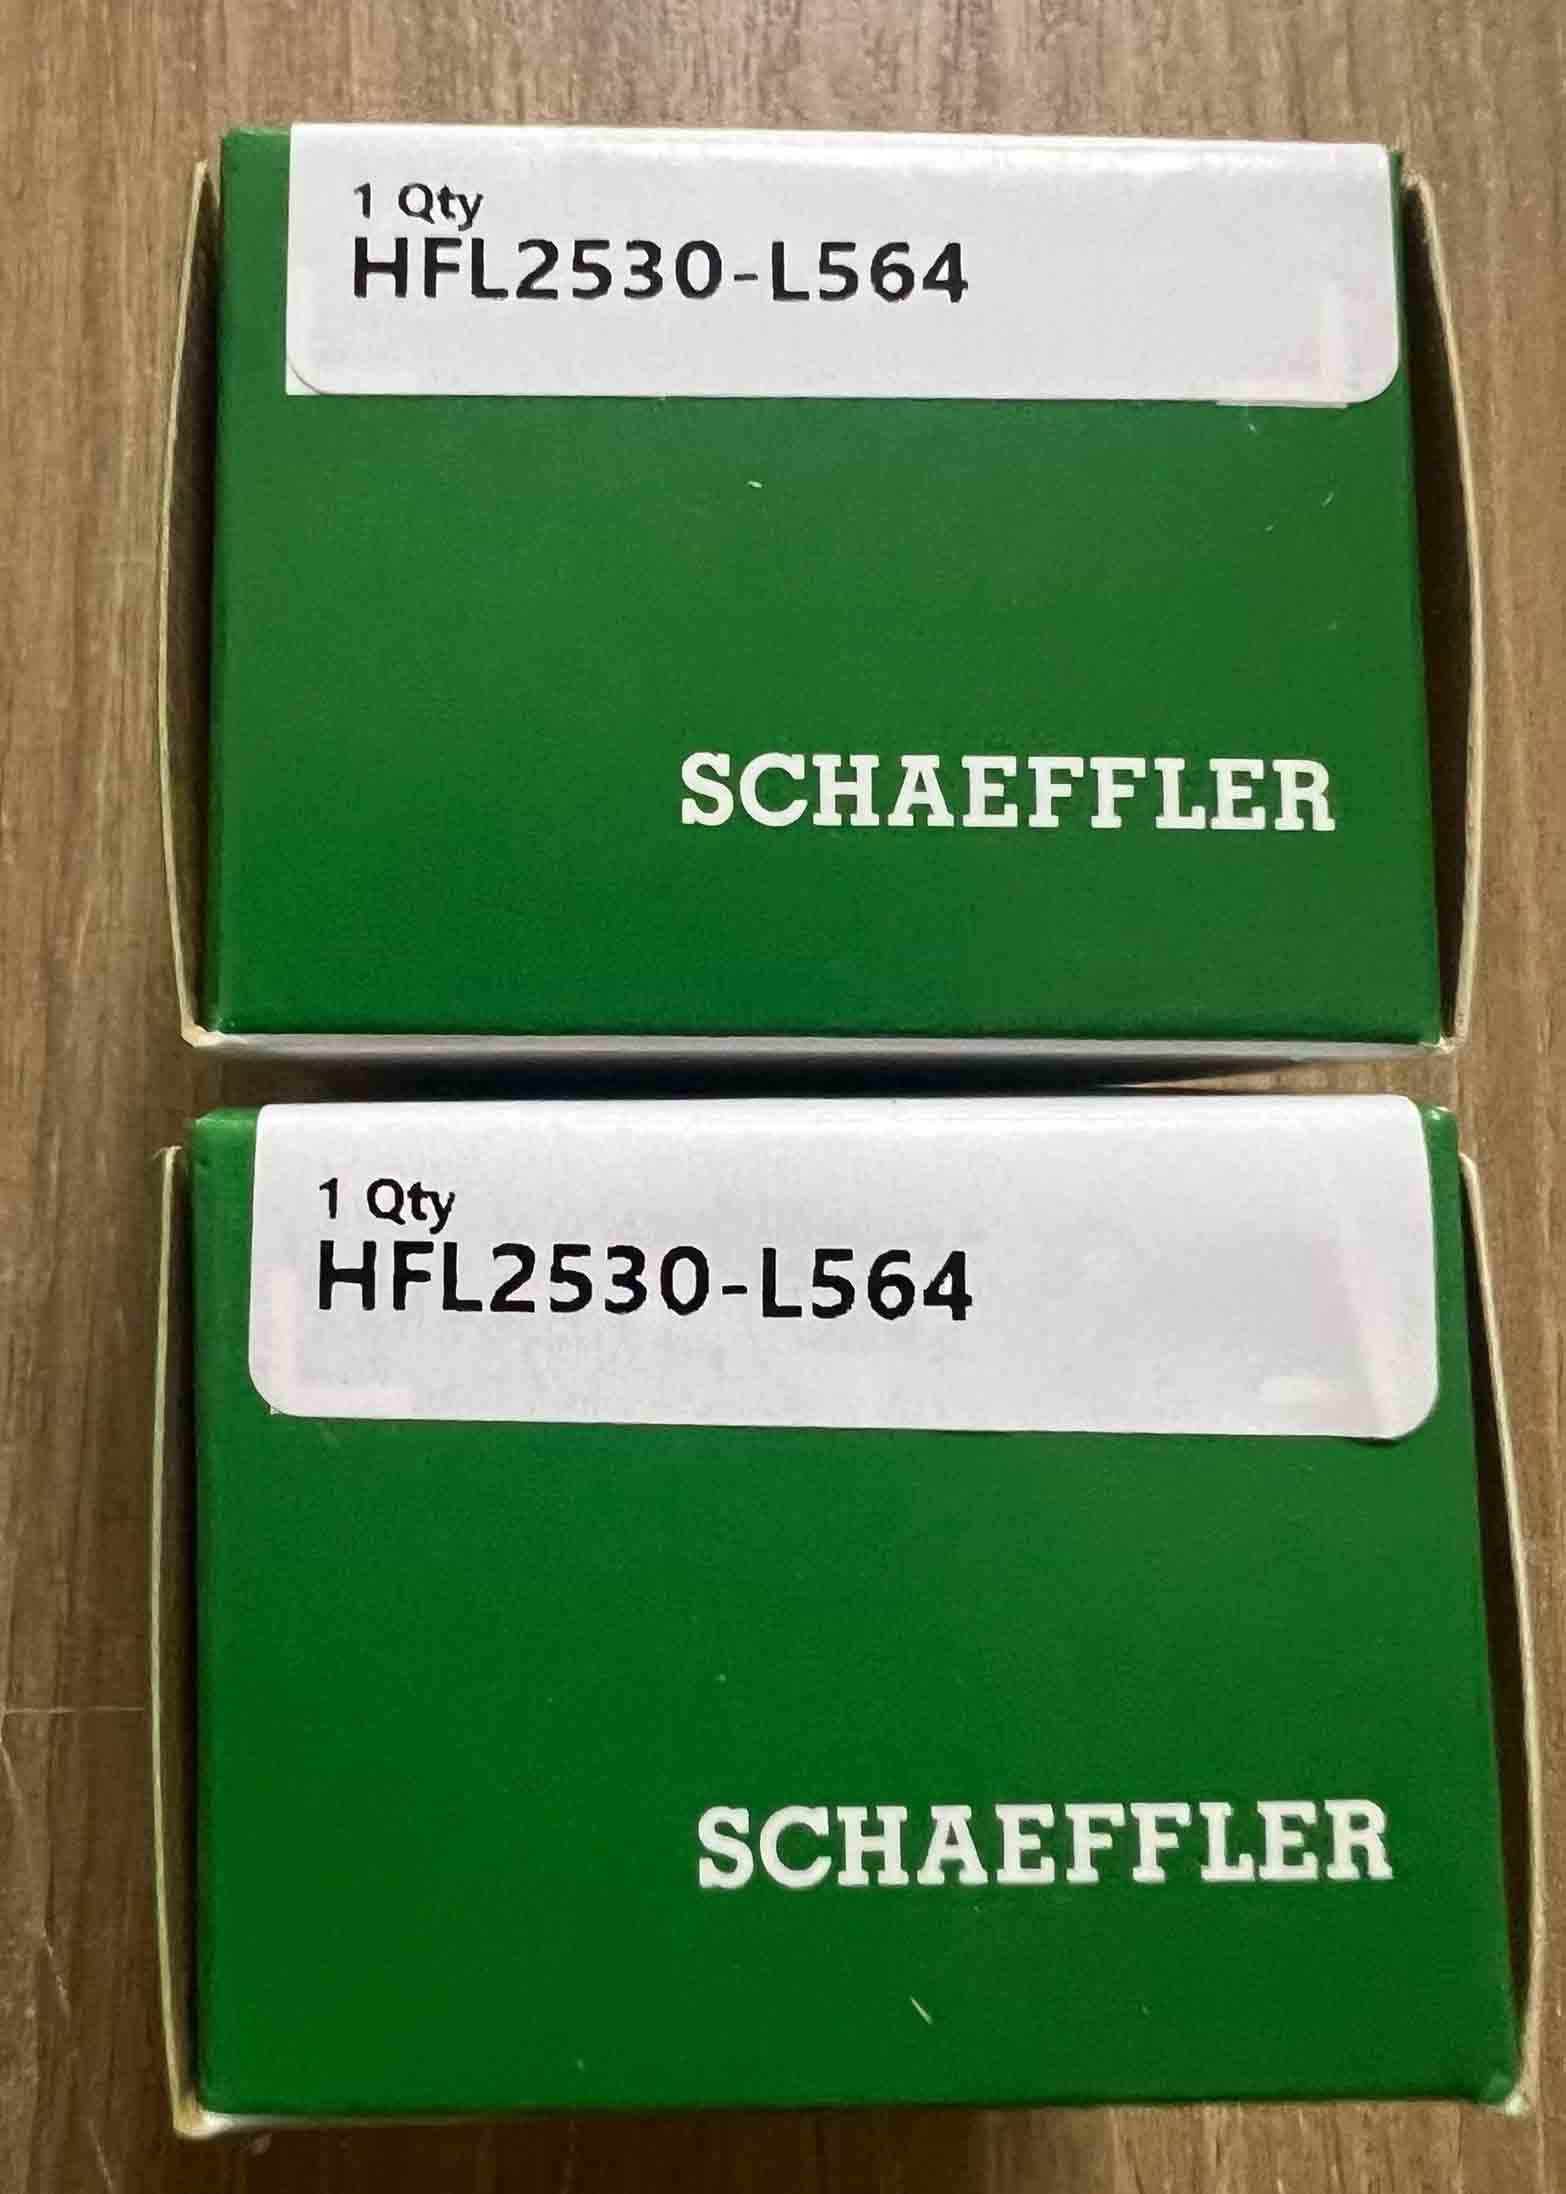 1 Qty
HFL2530-L564
SCHAEFFLER
1 Qty
HFL2530-L564
SCHAEFFLER